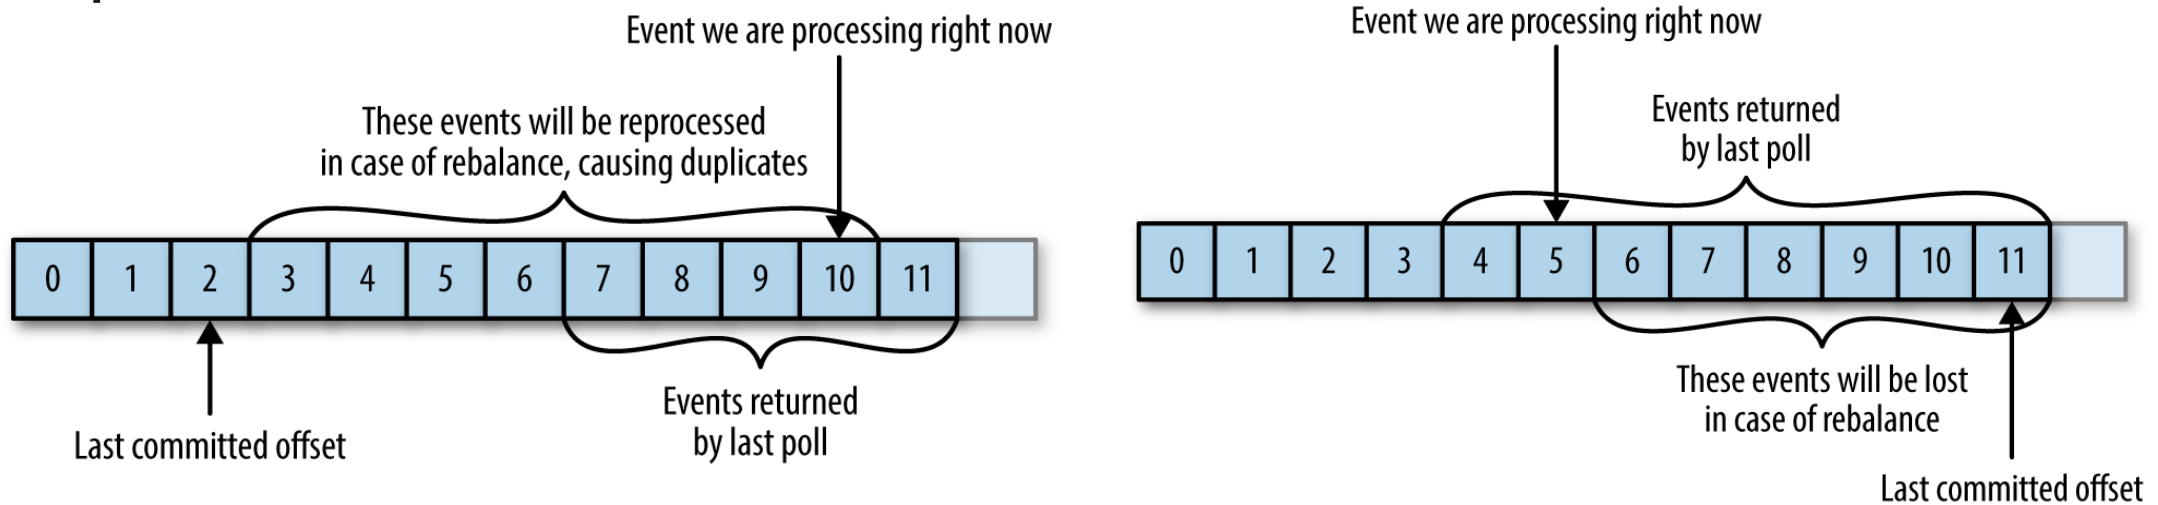 Event we are processing right now
These events will be reprocessed
in case of rebalance, causing duplicates
0 1 2 3 4 5 6 7 8 9 10 11
Last committed offset
Events returned
by last poll
Event we are processing right now
Events returned
by last poll
0 1 2 3 4 5 6 7 8 9 10 11
These events will be lost
in case of rebalance
Last committed offset